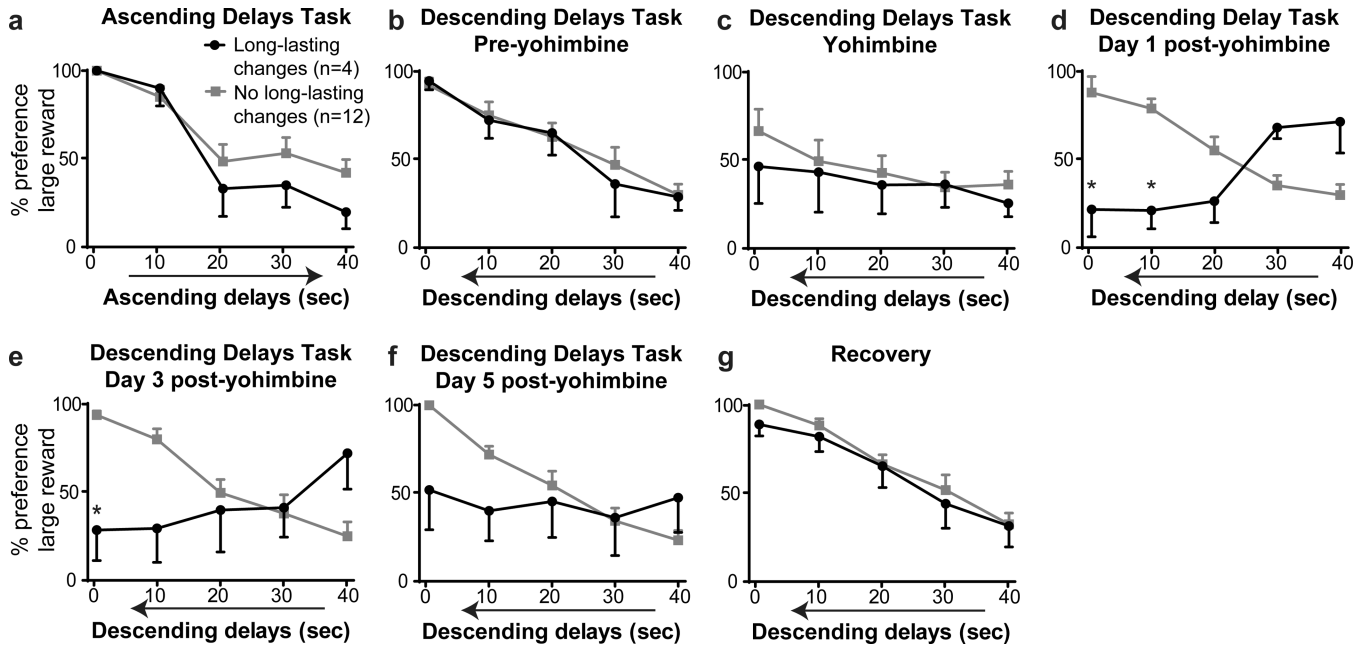 a
Ascending Delays Task
Long-lasting
changes (n=4)
No long-lasting
changes (n=12)
% preference
large reward
100
50
0
0 10 20 30 40
Ascending delays (sec)
b
Descending Delays Task
Pre-yohimbine
100
50
0
0 10 20 30 40
Descending delays (sec)
c
Descending Delays Task
Yohimbine
100
50
0
0 10 20 30 40
Descending delays (sec)
d
Descending Delay Task
Day 1 post-yohimbine
100
50
0
* *
0 10 20 30 40
Descending delay (sec)
e
Descending Delays Task
Day 3 post-yohimbine
% preference
large reward
100
50
0
*
0 10 20 30 40
Descending delays (sec)
f
Descending Delays Task
Day 5 post-yohimbine
100
50
0
0 10 20 30 40
Descending delays (sec)
g
Recovery
100
50
0
0 10 20 30 40
Descending delays (sec)